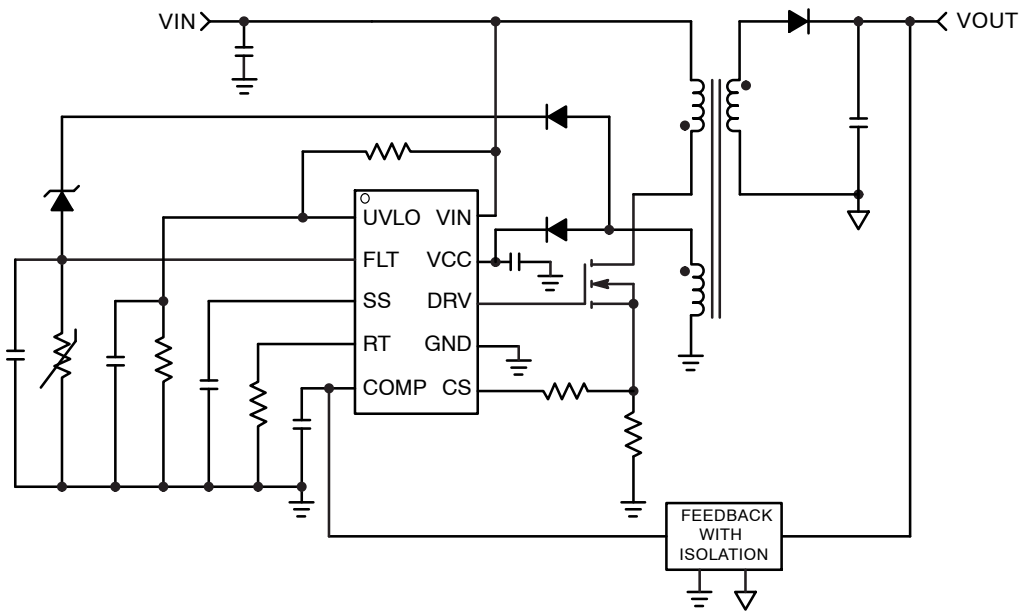 VIN
VOUT
UVLO VIN
FLT VCC
SS DRV
RT GND
COMP CS
FEEDBACK
WITH
ISOLATION